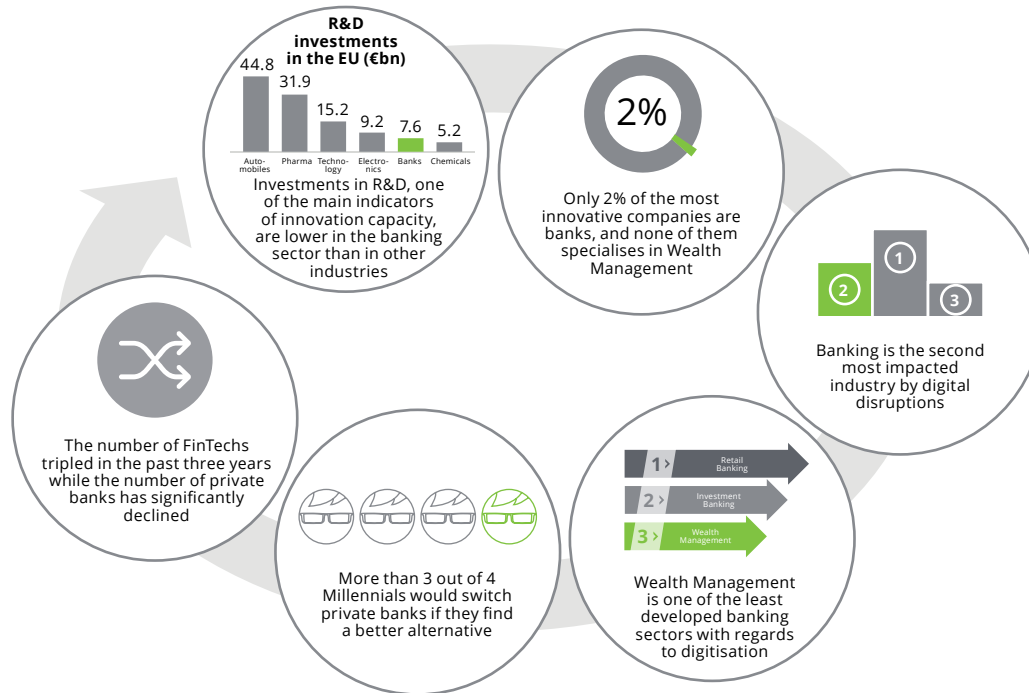 R&D
investments
in the EU (€bn)
44.8
31.9
15.2
9.2
7.6
5.2
Auto-
mobiles
Pharma
Techno-
logy
Electro-
nics
Banks
Chemicals
Investments in R&D, one
of the main indicators
of innovation capacity,
are lower in the banking
sector than in other
industries
2%
Only 2% of the most
innovative companies are
banks, and none of them
specialises in Wealth
Management
2
1
3
Banking is the second
most impacted
industry by digital
disruptions
1 › Retail
Banking
2 › Investment
Banking
3 › Wealth
Management
Wealth Management
is one of the least
developed banking
sectors with regards
to digitisation
More than 3 out of 4
Millennials would switch
private banks if they find
a better alternative
The number of FinTechs
tripled in the past three years
while the number of private
banks has significantly
declined